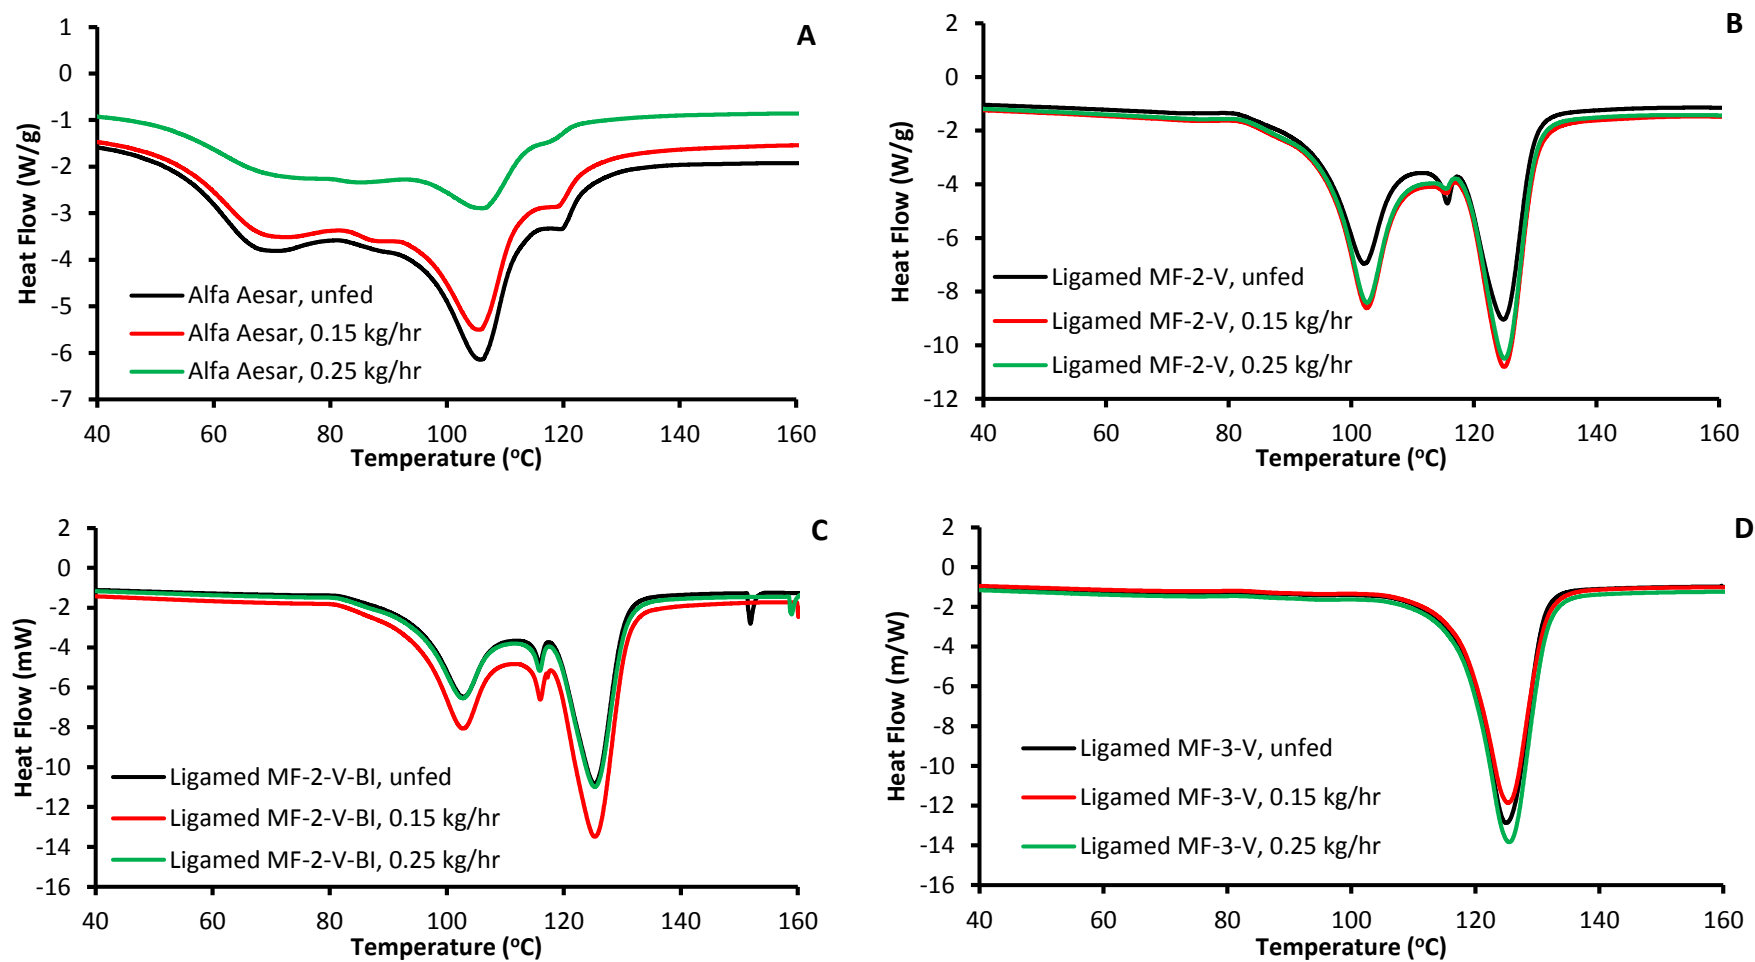 A
1
0
-1
-2
-3
-4
-5
-6
-7
Heat Flow (W/g)
Alfa Aesar, unfed
Alfa Aesar, 0.15 kg/hr
Alfa Aesar, 0.25 kg/hr
40 60 80 100 120 140 160
Temperature (°C)
B
2
0
-2
-4
-6
-8
-10
-12
Heat Flow (W/g)
Ligamed MF-2-V, unfed
Ligamed MF-2-V, 0.15 kg/hr
Ligamed MF-2-V, 0.25 kg/hr
40 60 80 100 120 140 160
Temperature (°C)
C
2
0
-2
-4
-6
-8
-10
-12
-14
-16
Heat Flow (mW)
Ligamed MF-2-V-BI, unfed
Ligamed MF-2-V-BI, 0.15 kg/hr
Ligamed MF-2-V-BI, 0.25 kg/hr
40 60 80 100 120 140 160
Temperature (°C)
D
2
0
-2
-4
-6
-8
-10
-12
-14
-16
Heat Flow (m/W)
Ligamed MF-3-V, unfed
Ligamed MF-3-V, 0.15 kg/hr
Ligamed MF-3-V, 0.25 kg/hr
40 60 80 100 120 140 160
Temperature (°C)